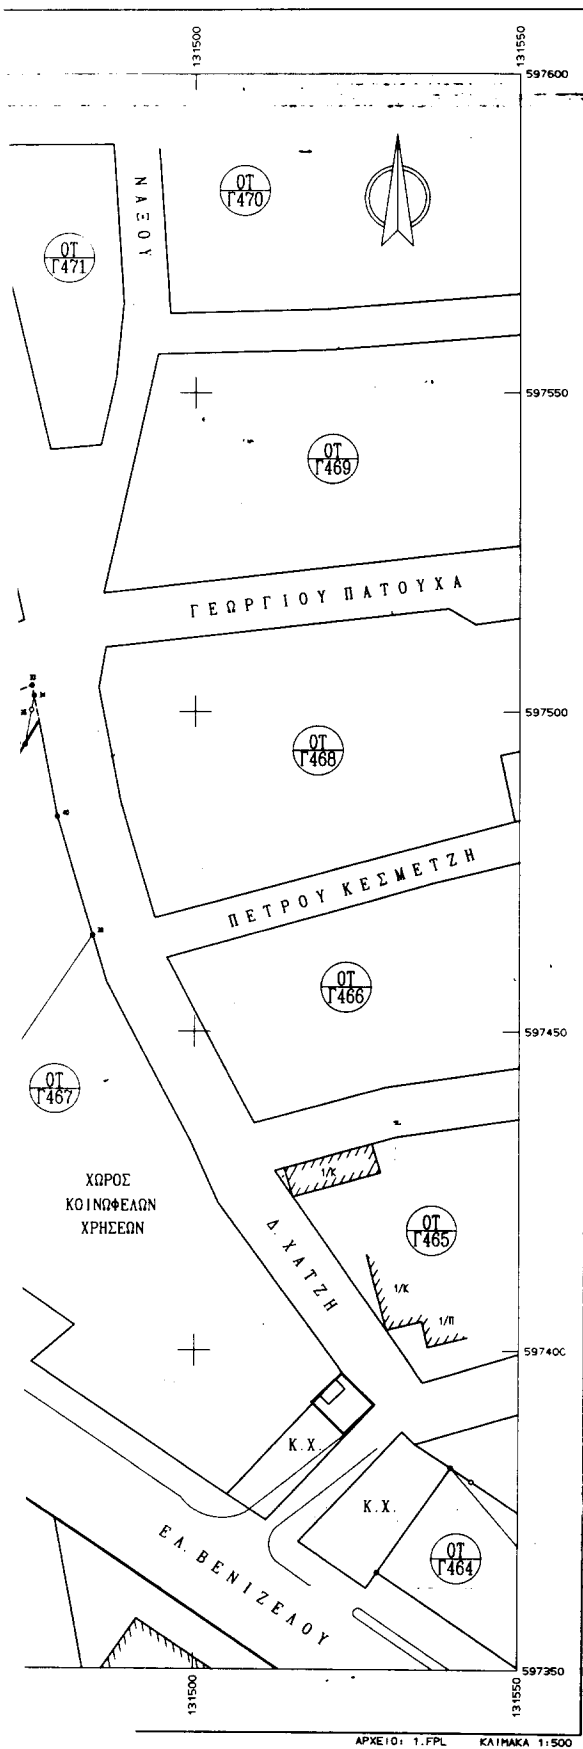 131500
131550
597600
ΝΑΞΟΥ
ΟΤ
Γ470
ΟΤ
Γ471
597550
ΟΤ
Γ469
ΓΕΩΡΓΙΟΥ ΠΑΤΟΥΧΑ
597500
ΟΤ
Γ468
ΠΕΤΡΟΥ ΚΕΣΜΕΤΖΗ
ΟΤ
Γ466
597450
ΟΤ
Γ467
1/Κ
ΧΩΡΟΣ
ΚΟΙΝΩΦΕΛΩΝ
ΧΡΗΣΕΩΝ
ΟΤ
Γ465
Δ. ΧΑΤΖΗ
1/Κ
1/Π
597400
Κ.Χ.
Κ.Χ.
ΕΛ. ΒΕΝΙΖΕΛΟΥ
ΟΤ
Γ464
597350
131500
131550
ΑΡΧΕΙΟ: 1.FPL ΚΛΙΜΑΚΑ 1:500